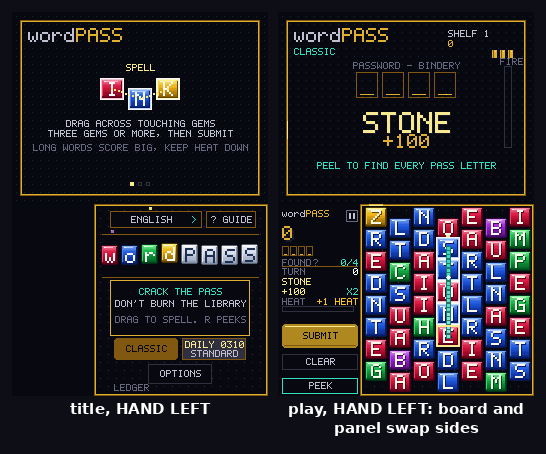 wordPASS
SPELL
I N K
DRAG ACROSS TOUCHING GEMS
THREE GEMS OR MORE, THEN SUBMIT
LONG WORDS SCORE BIG, KEEP HEAT DOWN
wordPASS
CLASSIC
SHELF 1
0
FIRE
PASSWORD - BINDERY
STONE
+100
PEEL TO FIND EVERY PASS LETTER
ENGLISH >
? GUIDE
wordPASS
CRACK THE PASS
DON'T BURN THE LIBRARY
DRAG TO SPELL. R PEEKS
CLASSIC
DAILY 0310
STANDARD
OPTIONS
LEDGER
wordPASS
0
FOUND? 0/4
TURN 0
STONE
+100 X2
HEAT +1 HEAT
SUBMIT
CLEAR
PEEK
title, HAND LEFT
play, HAND LEFT: board and
panel swap sides